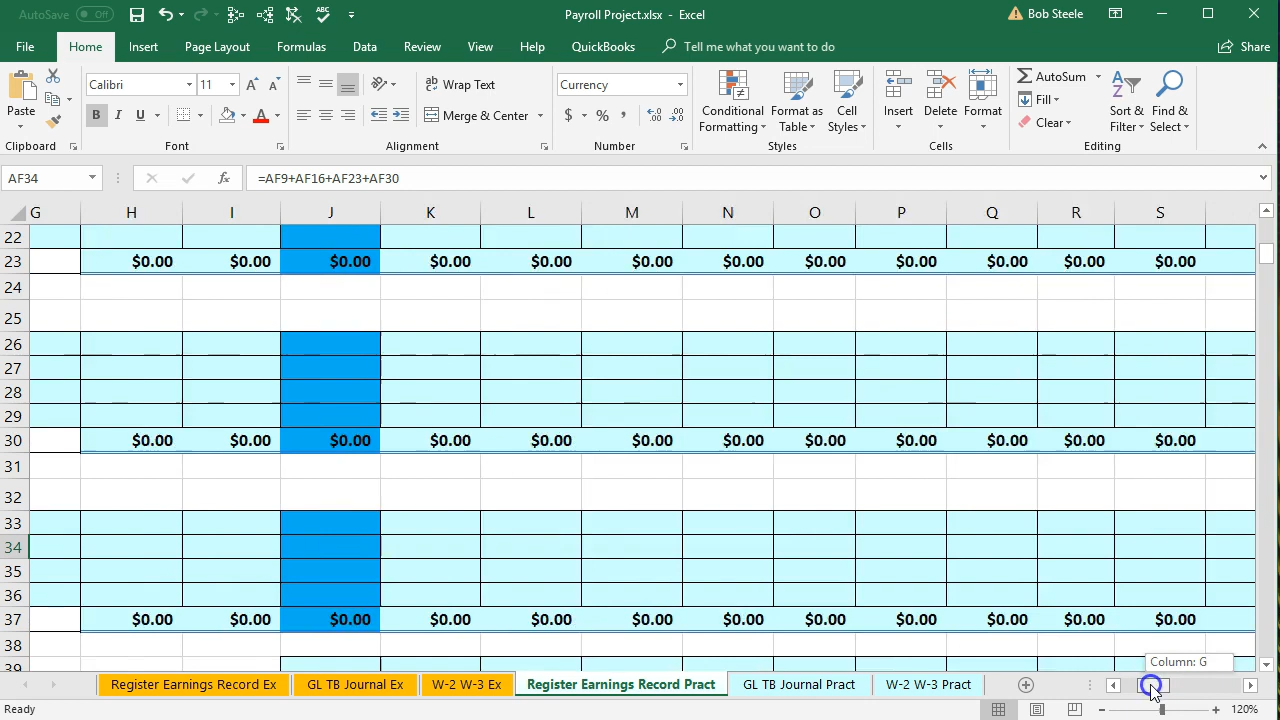 AutoSave Off Payroll Project.xlsx - Excel Bob Steele
File Home Insert Page Layout Formulas Data Review View Help QuickBooks Tell me what you want to do Share
Calibri 11 Wrap Text Currency AutoSum
Paste B I U Merge & Center $ % , Conditional Formatting Format as Table Cell Styles Insert Delete Format Fill Clear Sort & Filter Find & Select
Clipboard Font Alignment Number Styles Cells Editing
AF34 fx =AF9+AF16+AF23+AF30
G H I J K L M N O P Q R S
22
23 $0.00 $0.00 $0.00 $0.00 $0.00 $0.00 $0.00 $0.00 $0.00 $0.00 $0.00 $0.00
24
25
26
27
28
29
30 $0.00 $0.00 $0.00 $0.00 $0.00 $0.00 $0.00 $0.00 $0.00 $0.00 $0.00 $0.00
31
32
33
34
35
36
37 $0.00 $0.00 $0.00 $0.00 $0.00 $0.00 $0.00 $0.00 $0.00 $0.00 $0.00 $0.00
38
39
Column: G
Register Earnings Record Ex GL TB Journal Ex W-2 W-3 Ex Register Earnings Record Pract GL TB Journal Pract W-2 W-3 Pract
Ready 120%